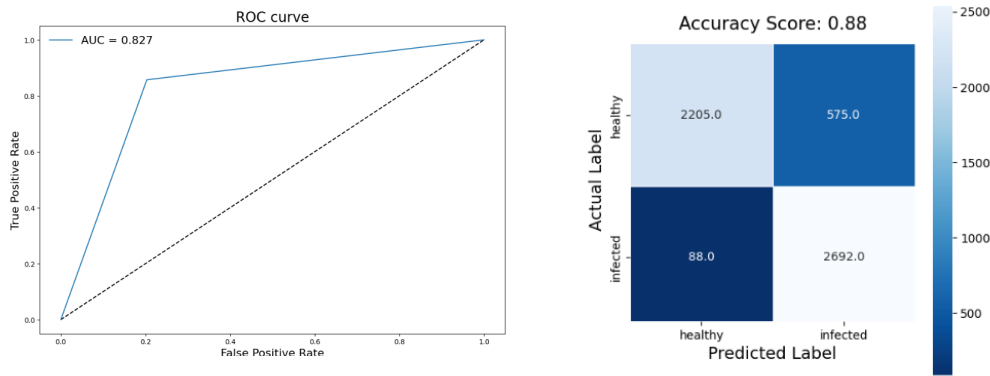 ROC curve
AUC = 0.827
True Positive Rate
1.0
0.8
0.6
0.4
0.2
0.0
0.0 0.2 0.4 0.6 0.8 1.0
False Positive Rate
Accuracy Score: 0.88
Actual Label
healthy
2205.0 575.0
infected
88.0 2692.0
healthy infected
Predicted Label
2500
2000
1500
1000
500